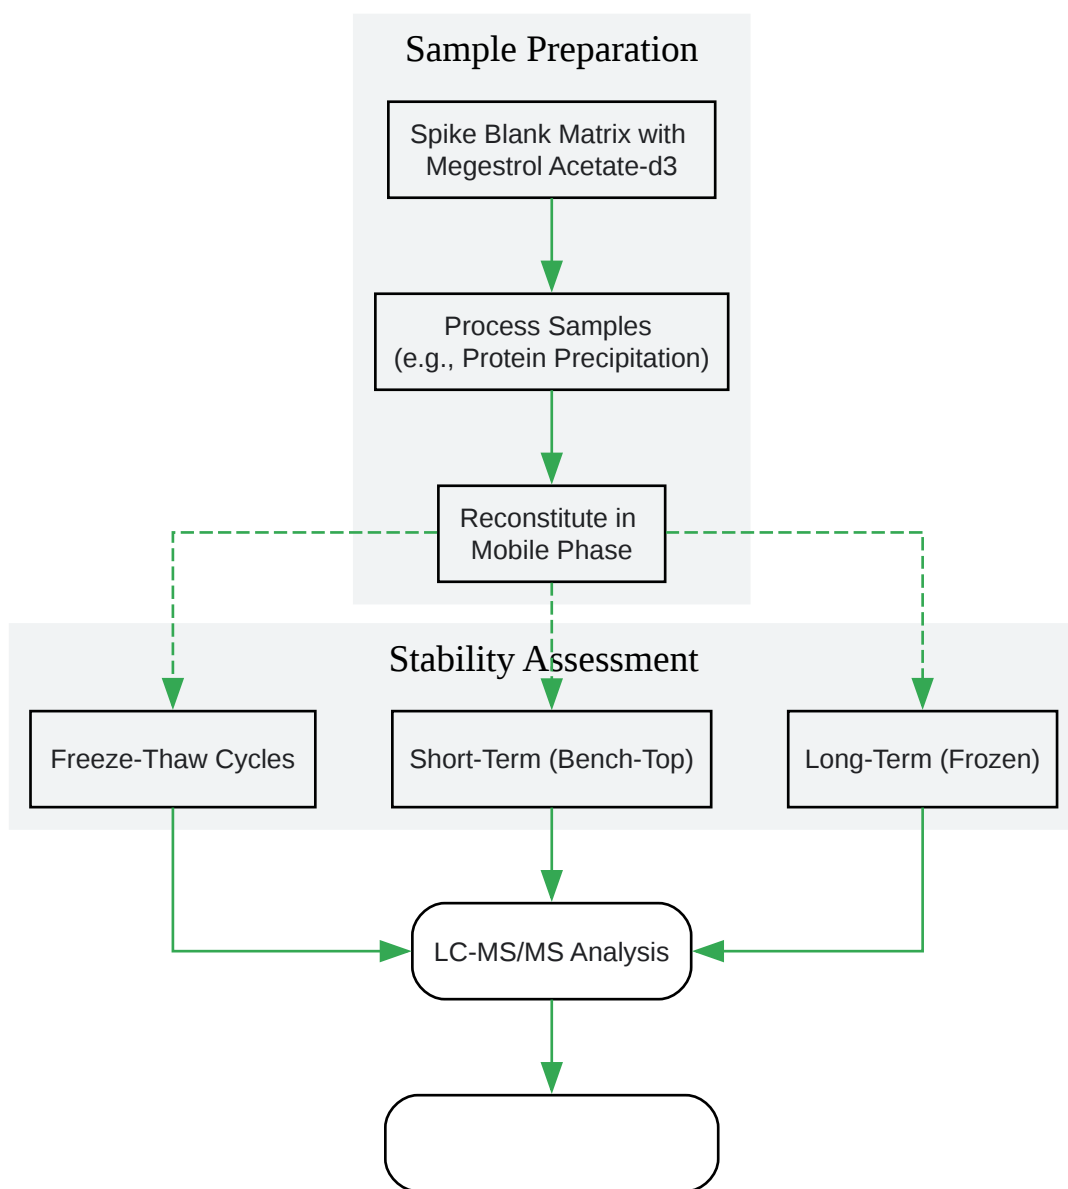 Sample Preparation
Spike Blank Matrix with
Megestrol Acetate-d3
Process Samples
(e.g., Protein Precipitation)
Reconstitute in
Mobile Phase
Stability Assessment
Freeze-Thaw Cycles
Short-Term (Bench-Top)
Long-Term (Frozen)
LC-MS/MS Analysis